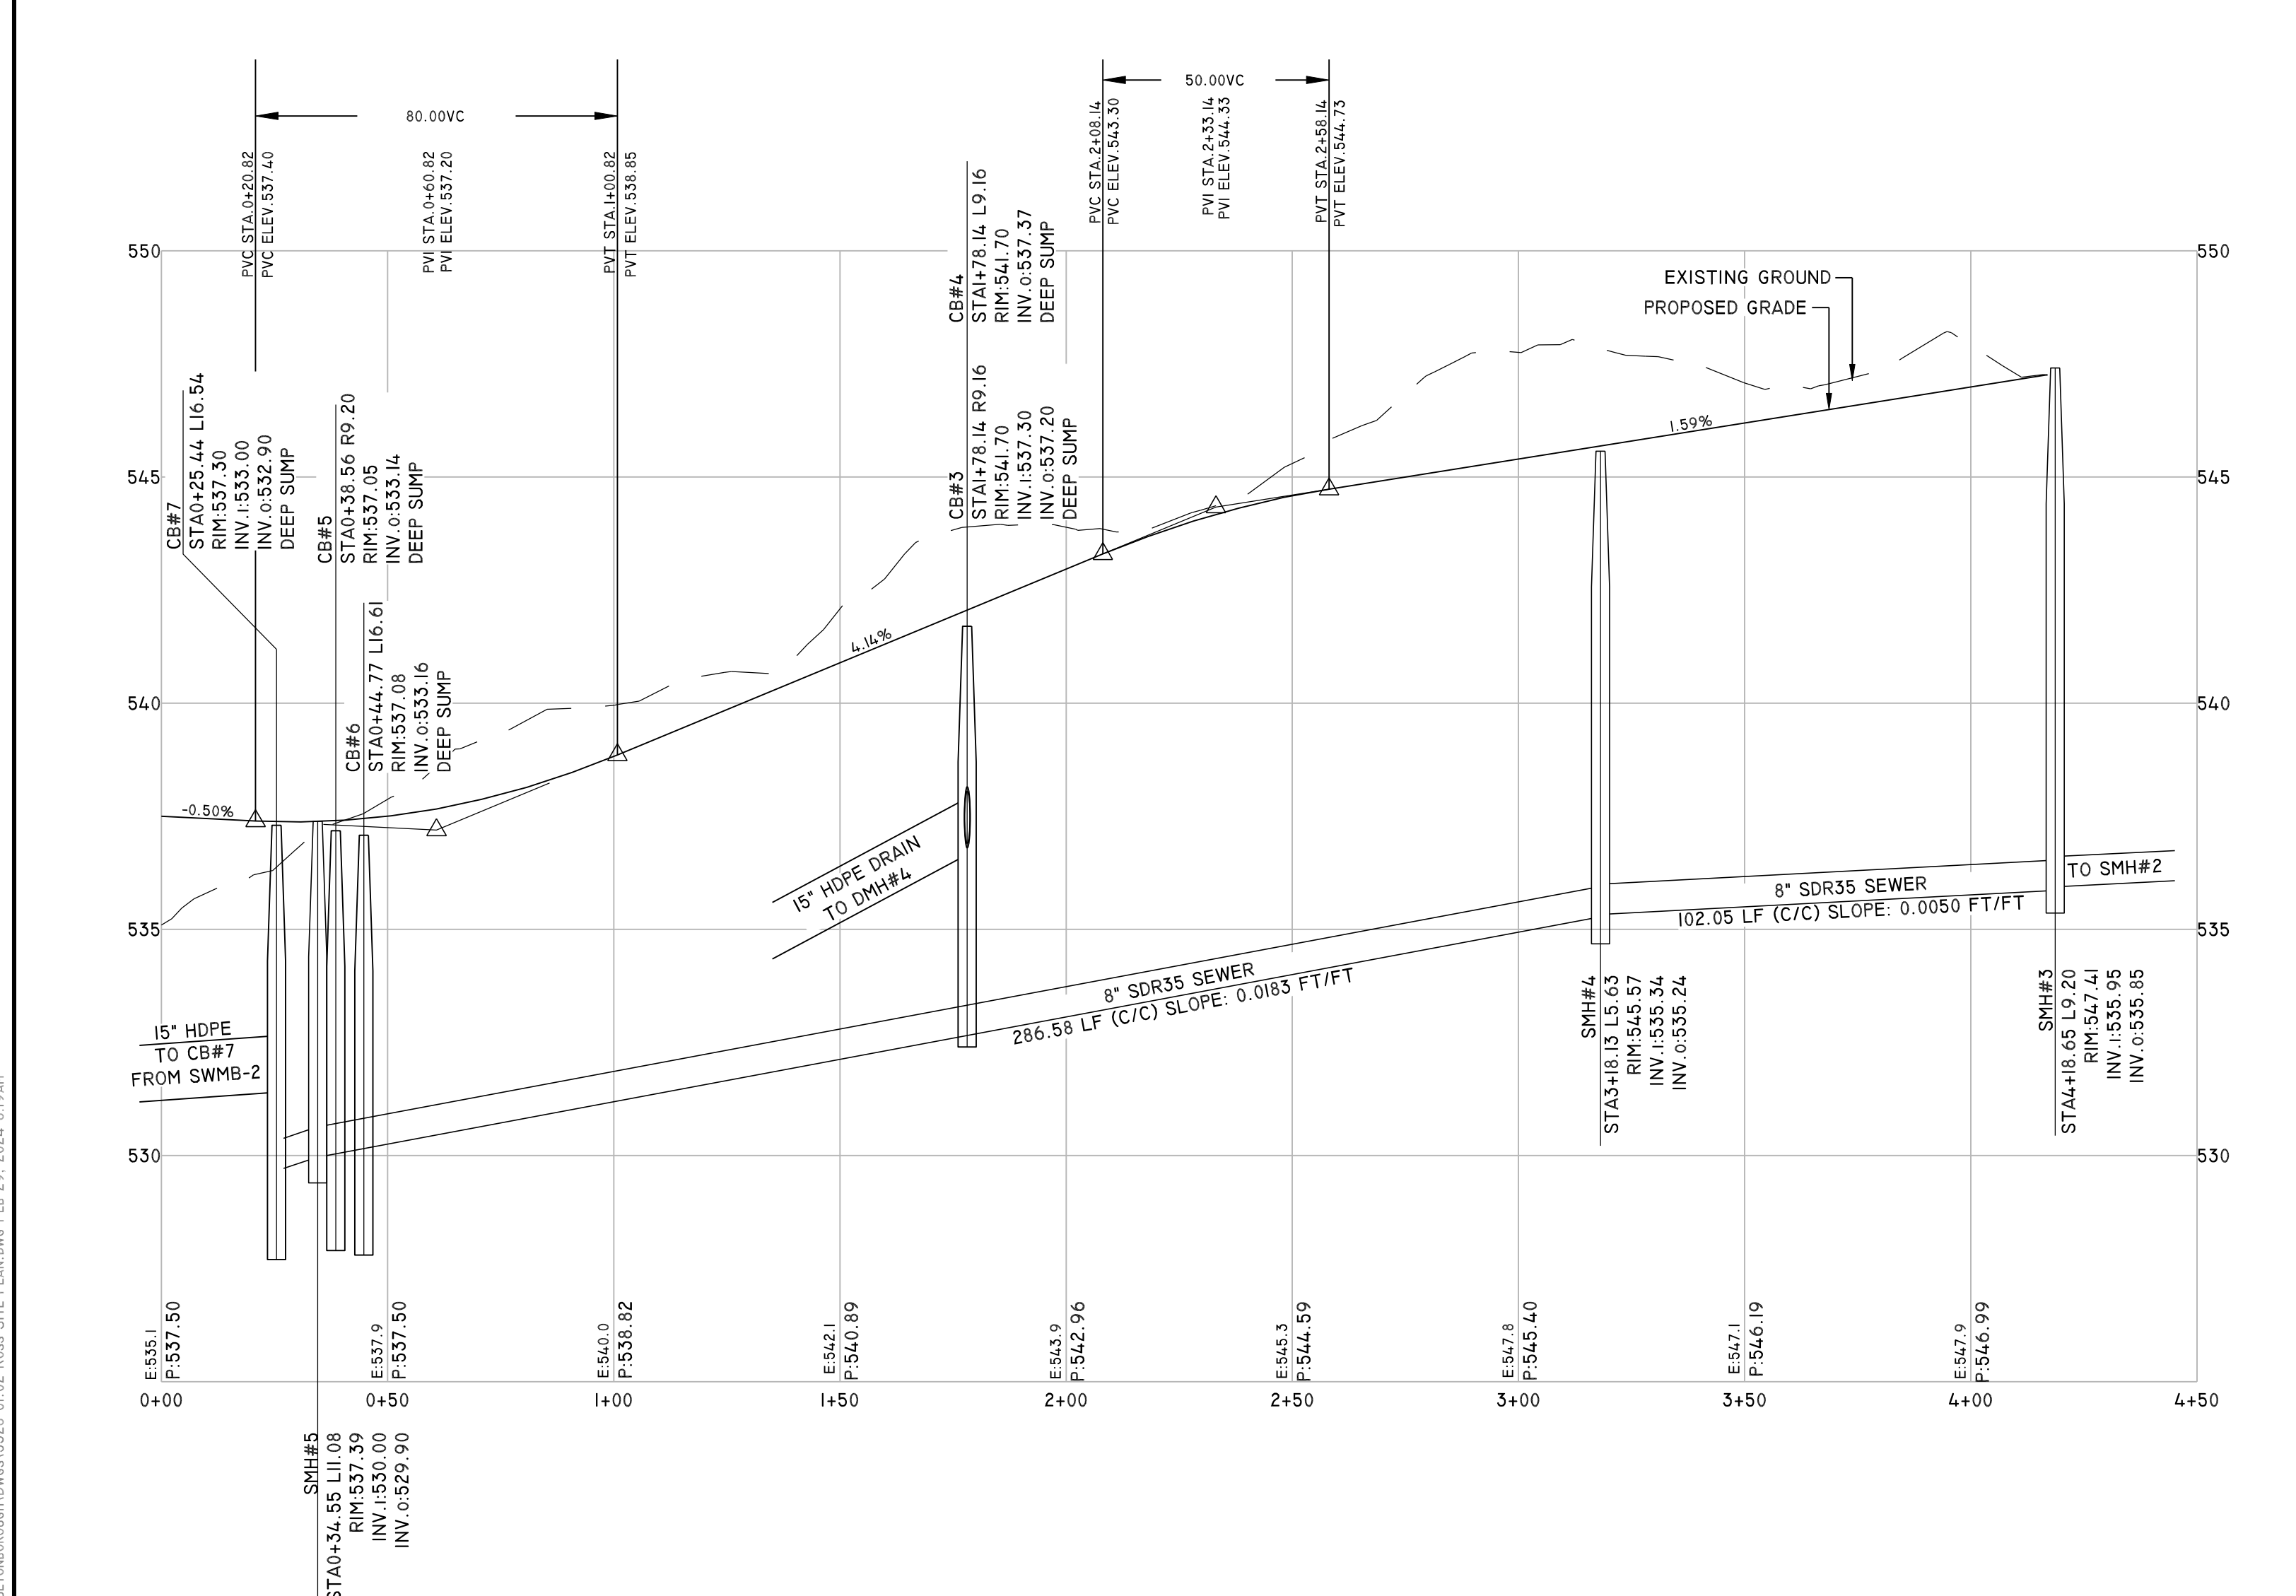 80.00VC
50.00VC
PVC STA.0+20.82
PVC ELEV.537.40
PVI STA.0+60.82
PVI ELEV.537.20
PVT STA.1+00.82
PVT ELEV.538.85
PVC STA.2+08.14
PVC ELEV.543.30
PVI STA.2+33.14
PVI ELEV.544.33
PVT STA.2+58.14
PVT ELEV.544.73
CB#4
STA1+78.14 L9.16
RIM:541.70
INV.O:537.37
DEEP SUMP
550
550
EXISTING GROUND
PROPOSED GRADE
CB#7
STA0+25.44 L16.54
RIM:537.30
INV.I:533.00
INV.O:532.90
DEEP SUMP
CB#5
STA0+38.56 R9.20
RIM:537.05
INV.O:533.14
DEEP SUMP
CB#3
STA1+78.14 R9.16
RIM:541.70
INV.I:537.30
INV.O:537.20
DEEP SUMP
1.59%
545
545
CB#6
STA0+44.77 L16.61
RIM:537.08
INV.O:533.16
DEEP SUMP
4.14%
540
540
-0.50%
15" HDPE DRAIN
TO DMH#4
TO SMH#2
8" SDR35 SEWER
102.05 LF (C/C) SLOPE: 0.0050 FT/FT
535
535
8" SDR35 SEWER
286.58 LF (C/C) SLOPE: 0.0183 FT/FT
SMH#4
STA3+18.13 L5.63
RIM:545.57
INV.I:535.34
INV.O:535.24
SMH#3
STA4+18.65 L9.20
RIM:547.41
INV.I:535.95
INV.O:535.85
15" HDPE
TO CB#7
FROM SWMB-2
530
530
E:535.1
P:537.50
E:537.9
P:537.50
E:540.0
P:538.82
E:542.1
P:540.89
E:543.9
P:542.96
E:545.3
P:544.59
E:547.8
P:545.40
E:547.1
P:546.19
E:547.9
P:546.99
0+00
0+50
1+00
1+50
2+00
2+50
3+00
3+50
4+00
4+50
SMH#5
STA0+34.55 L11.08
RIM:537.39
INV.I:530.00
INV.O:529.90